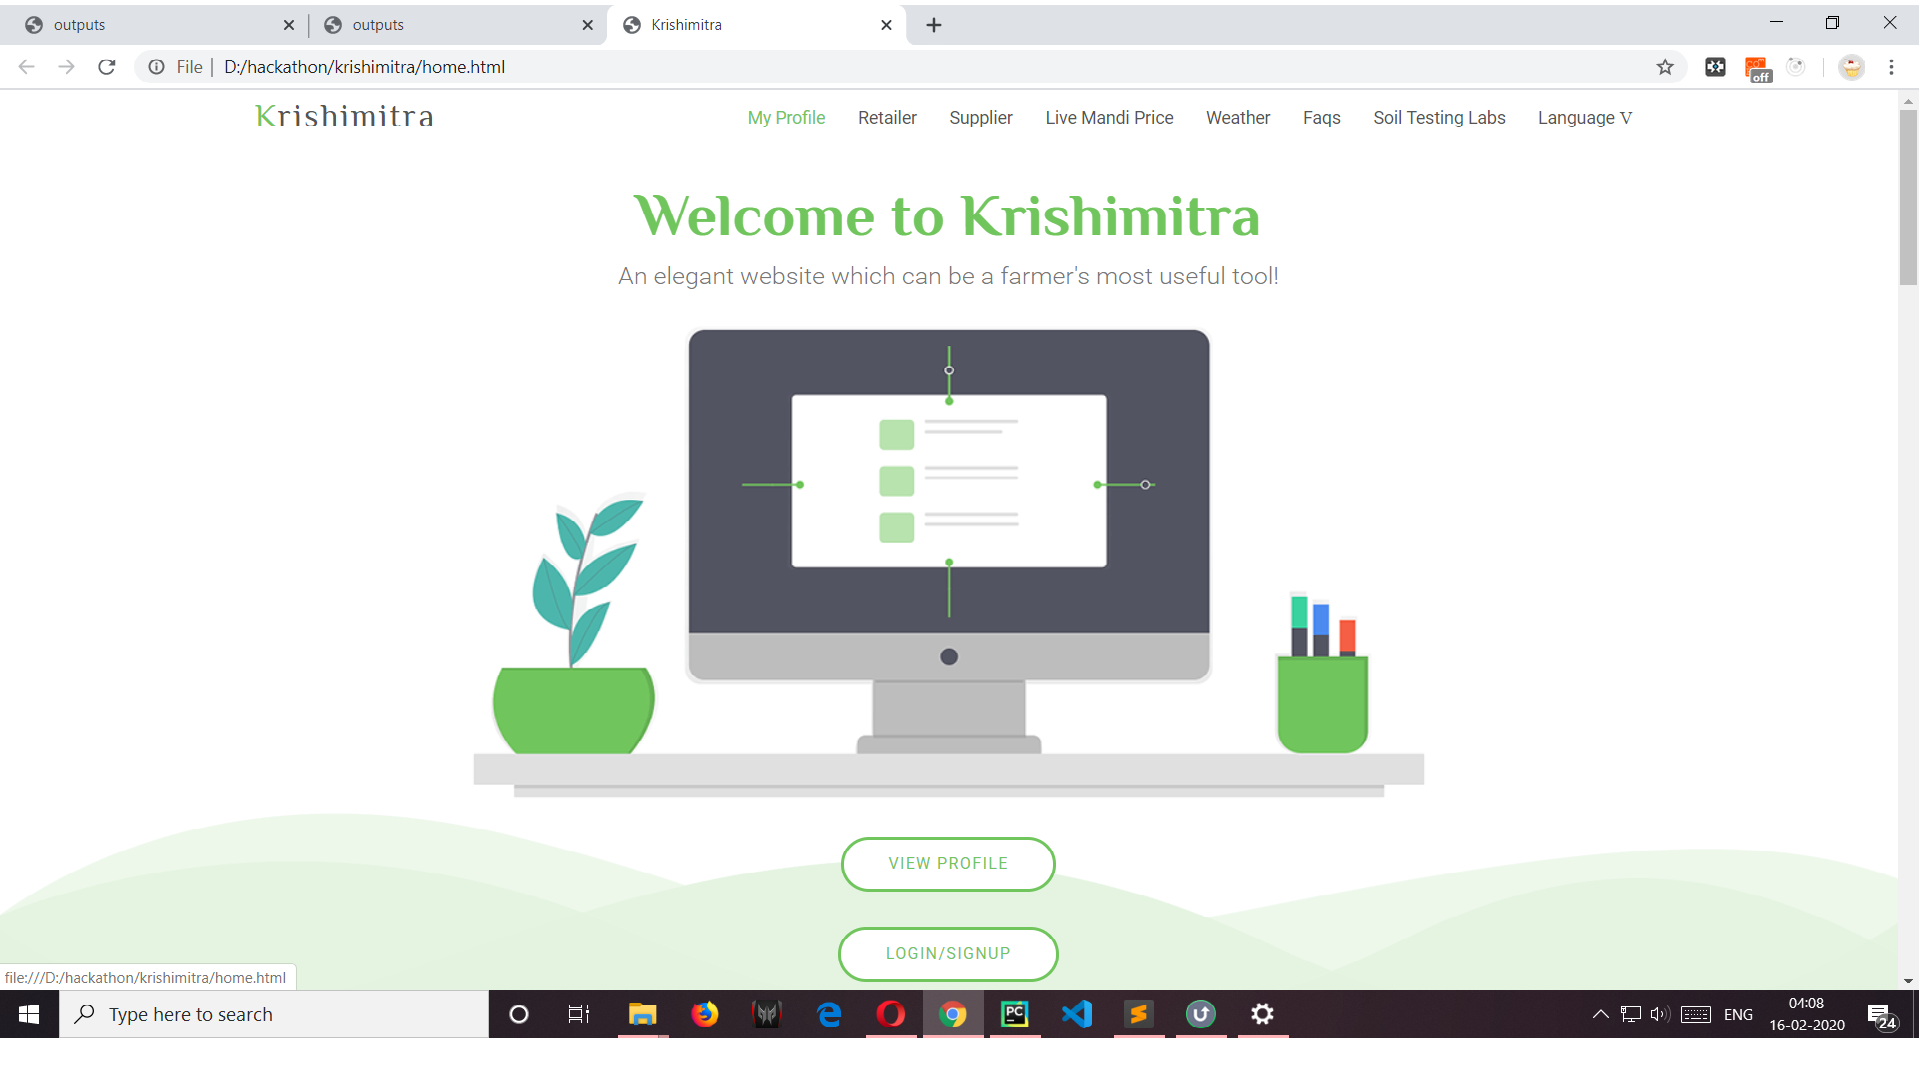 outputs
outputs
Krishimitra
File
D:/hackathon/krishimitra/home.html
off
Krishimitra
My Profile
Retailer
Supplier
Live Mandi Price
Weather
Faqs
Soil Testing Labs
Language V
Welcome to Krishimitra
An elegant website which can be a farmer's most useful tool!
VIEW PROFILE
LOGIN/SIGNUP
file:///D:/hackathon/krishimitra/home.html
Type here to search
PC
ENG
04:08
16-02-2020
24